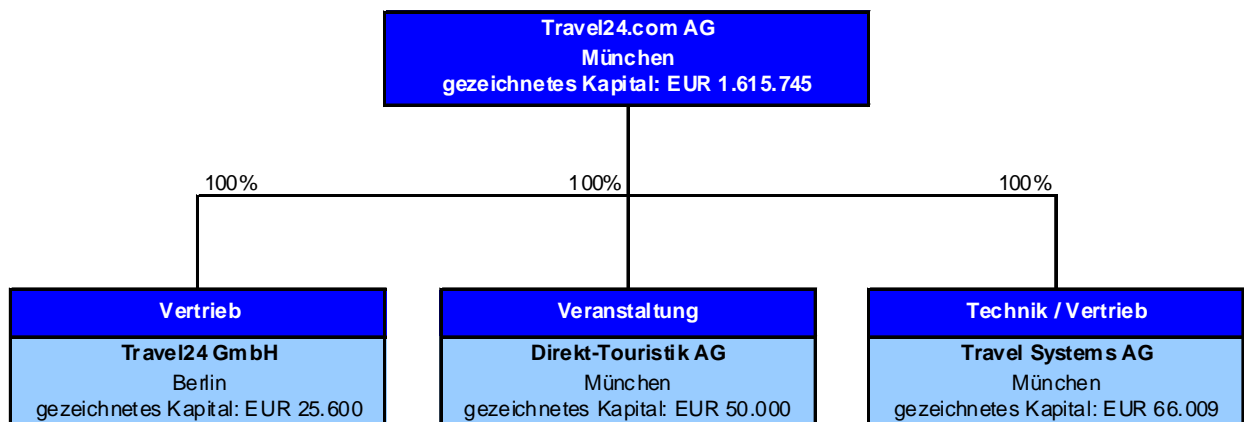 Travel24.com AG
München
gezeichnetes Kapital: EUR 1.615.745
100%
100%
100%
Vertrieb
Travel24 GmbH
Berlin
gezeichnetes Kapital: EUR 25.600
Veranstaltung
Direkt-Touristik AG
München
gezeichnetes Kapital: EUR 50.000
Technik / Vertrieb
Travel Systems AG
München
gezeichnetes Kapital: EUR 66.009